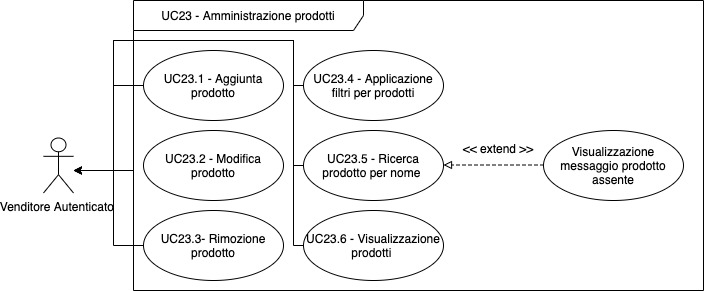 UC23 - Amministrazione prodotti
UC23.1 - Aggiunta
prodotto
UC23.4 - Applicazione
filtri per prodotti
UC23.2 - Modifica
prodotto
UC23.5 - Ricerca
prodotto per nome
<< extend >>
Visualizzazione
messaggio prodotto
assente
Venditore Autenticato
UC23.3- Rimozione
prodotto
UC23.6 - Visualizzazione
prodotti